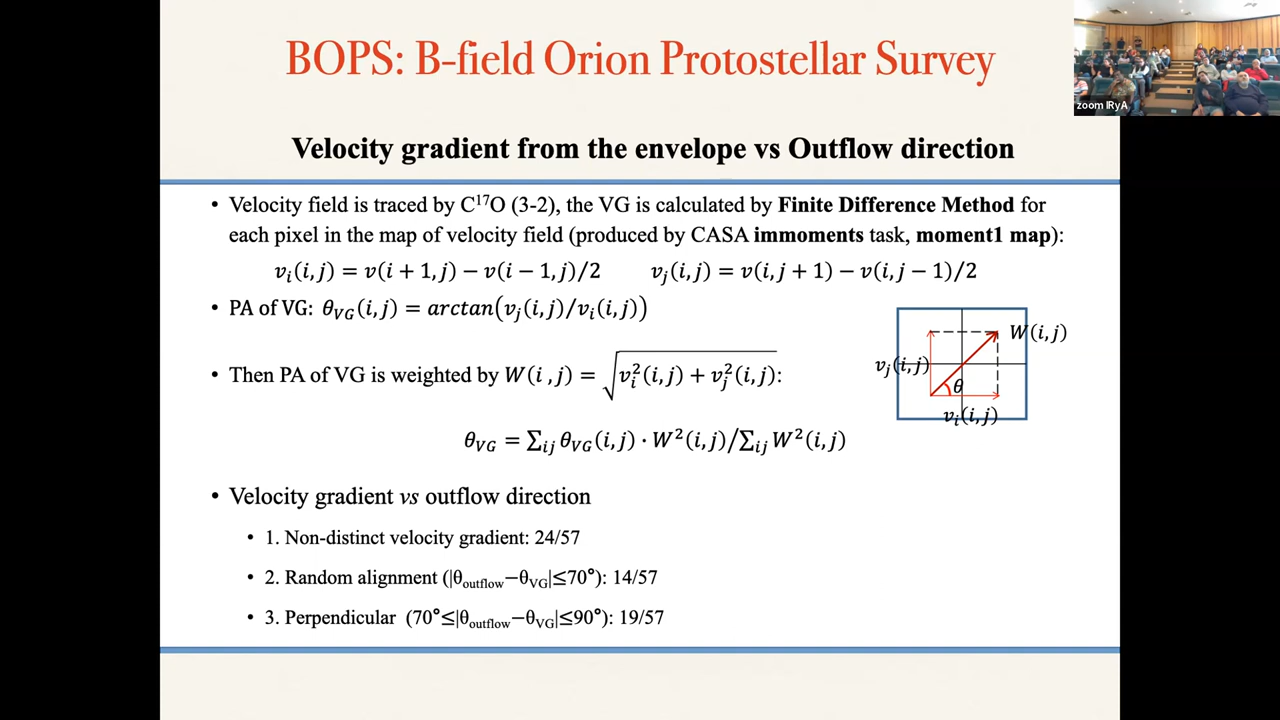 BOPS: B-field Orion Protostellar Survey
zoom IRyA
Velocity gradient from the envelope vs Outflow direction
• Velocity field is traced by C¹⁷O (3-2), the VG is calculated by Finite Difference Method for
each pixel in the map of velocity field (produced by CASA immoments task, moment1 map):
vᵢ(i,j) = v(i + 1,j) − v(i − 1,j)/2 vⱼ(i,j) = v(i,j + 1) − v(i,j − 1)/2
• PA of VG: θ_VG(i,j) = arctan(vⱼ(i,j)/vᵢ(i,j))
W(i,j)
vⱼ(i,j)
θ
vᵢ(i,j)
• Then PA of VG is weighted by W(i ,j) = √(vᵢ²(i,j) + vⱼ²(i,j)):
θ_VG = ∑ᵢⱼ θ_VG(i,j) · W²(i,j)/∑ᵢⱼ W²(i,j)
• Velocity gradient vs outflow direction
• 1. Non-distinct velocity gradient: 24/57
• 2. Random alignment (|θ_outflow−θ_VG|≤70°): 14/57
• 3. Perpendicular (70°≤|θ_outflow−θ_VG|≤90°): 19/57